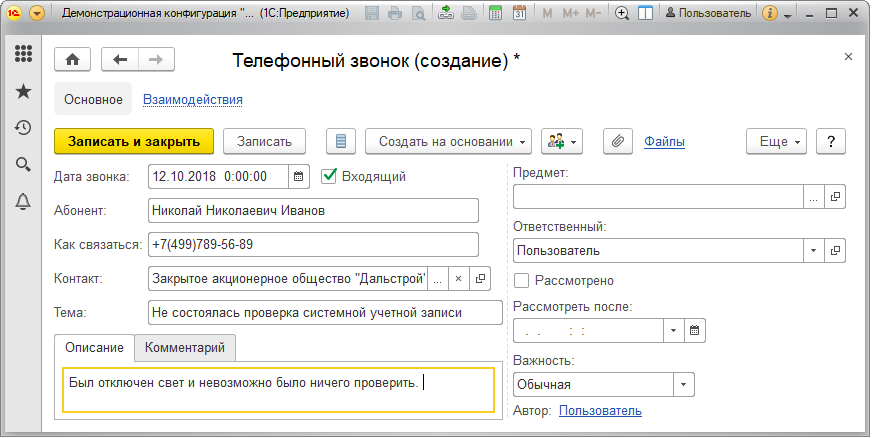 Демонстрационная конфигурация "... (1С:Предприятие)
M M+ M- Пользователь
Телефонный звонок (создание) *
Основное Взаимодействия
Записать и закрыть Записать Создать на основании Файлы Еще ?
Дата звонка: 12.10.2018 0:00:00 Входящий
Абонент: Николай Николаевич Иванов
Как связаться: +7(499)789-56-89
Контакт: Закрытое акционерное общество "Дальстрой" ...
Тема: Не состоялась проверка системной учетной записи
Описание Комментарий
Был отключен свет и невозможно было ничего проверить.
Предмет:
...
Ответственный:
Пользователь
Рассмотрено
Рассмотреть после:
. . : :
Важность:
Обычная
Автор: Пользователь